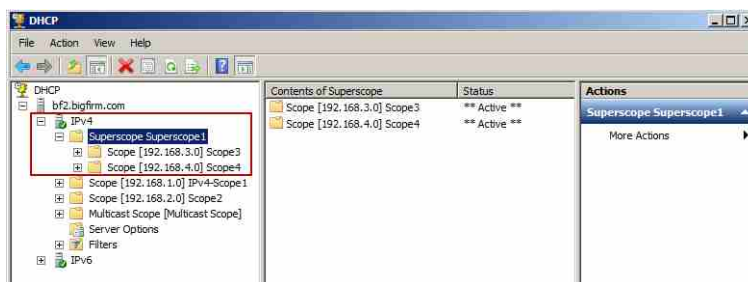 DHCP
File Action View Help
DHCP
bf2.bigfirm.com
IPv4
Superscope Superscope1
Scope [192.168.3.0] Scope3
Scope [192.168.4.0] Scope4
Scope [192.168.1.0] IPv4-Scope1
Scope [192.168.2.0] Scope2
Multicast Scope [Multicast Scope]
Server Options
Filters
IPv6
Contents of Superscope Status
Scope [192.168.3.0] Scope3 ** Active **
Scope [192.168.4.0] Scope4 ** Active **
Actions
Superscope Superscope1
More Actions